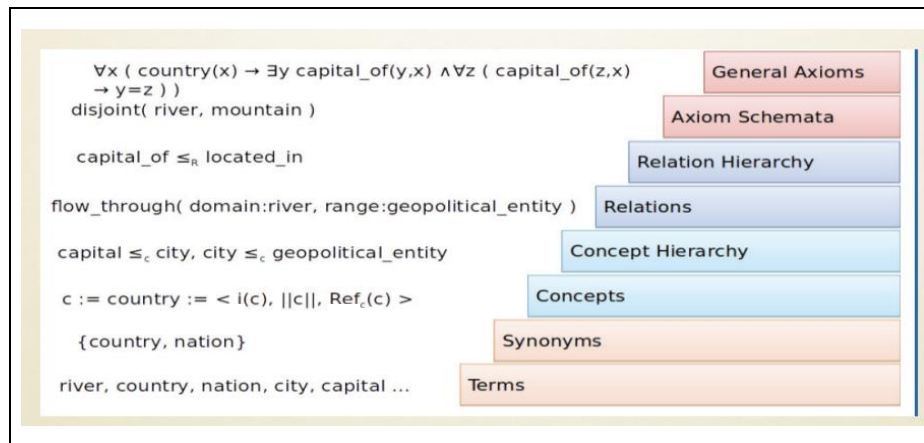 ∀x ( country(x) → ∃y capital_of(y,x) ∧ ∀z ( capital_of(z,x)
→ y=z ) )
General Axioms
disjoint( river, mountain )
Axiom Schemata
capital_of ≤R located_in
Relation Hierarchy
flow_through( domain:river, range:geopolitical_entity )
Relations
capital ≤c city, city ≤c geopolitical_entity
Concept Hierarchy
c := country := < i(c), ||c||, Refc(c) >
Concepts
{country, nation}
Synonyms
river, country, nation, city, capital ...
Terms